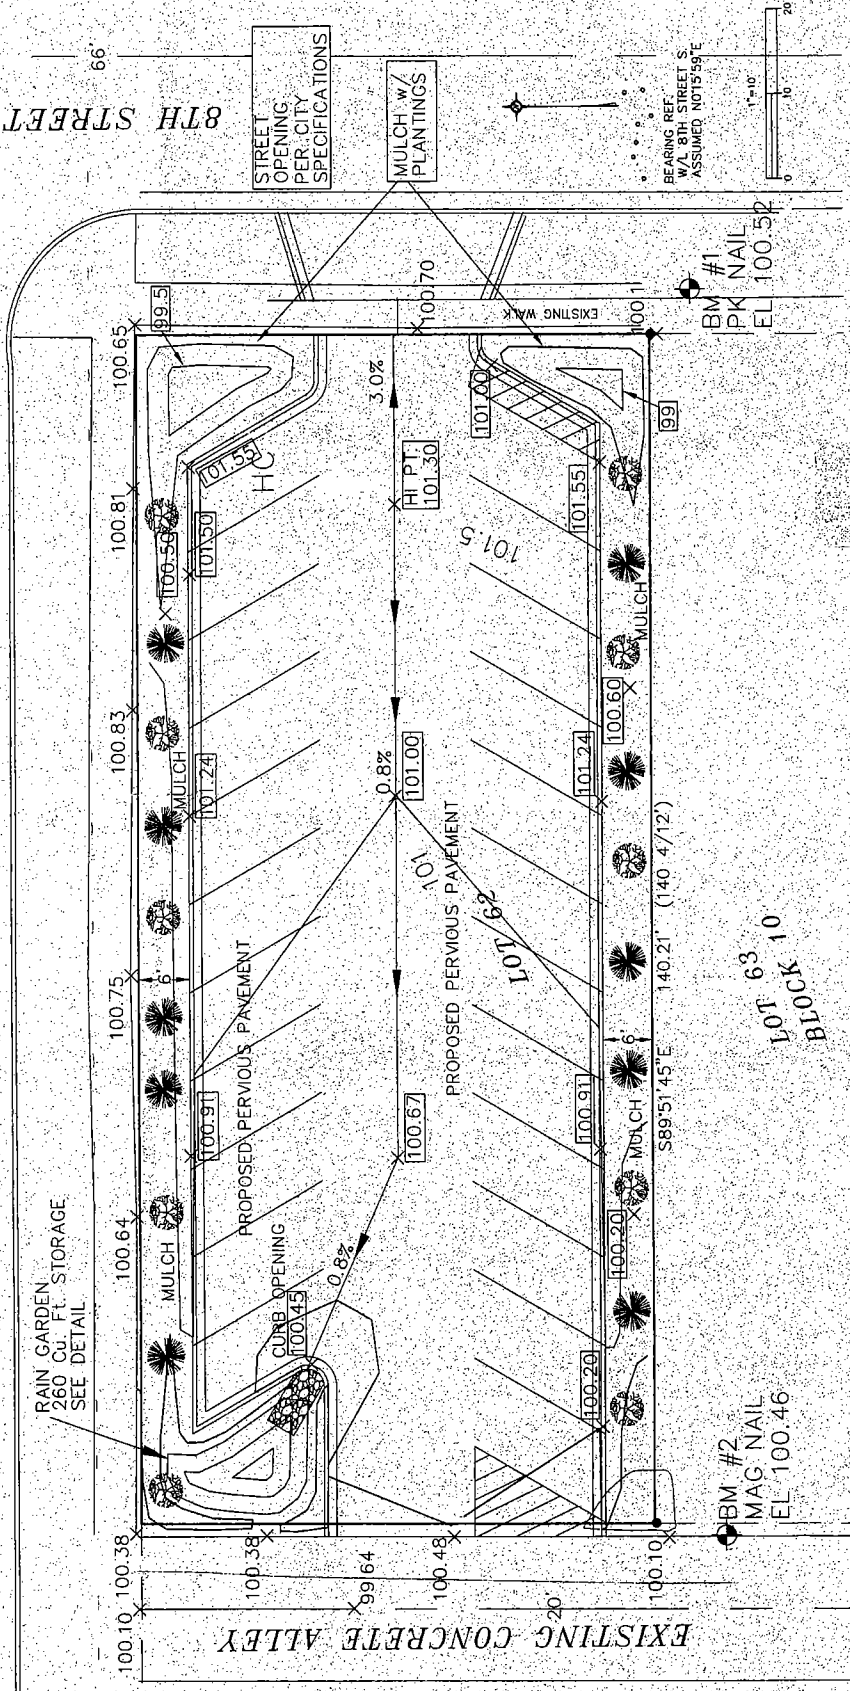 8TH STREET
66'
STREET
OPENING
PER. CITY
SPECIFICATIONS
MULCH w/
PLANTINGS
BEARING REF.
W/L 8TH STREET S.
ASSUMED N0°15'59"E
1"=10'
0
10'
20'
BM #1
PK NAIL
EL 100.52
100.65
99.5
100.70
EXISTING WALK
100.1
3.0%
101.00
99
101.55
HC
HI PT.
101.30
101.55
100.81
100.50
101.50
101.5
MULCH
100.60
100.83
MULCH
101.24
0.8%
101.00
101.24
101
LOT 62
PROPOSED PERVIOUS PAVEMENT
140.21'
(140 4/12')
S89°51'45"E
LOT 63
BLOCK 10
100.75
6'
PROPOSED PERVIOUS PAVEMENT
100.91
100.67
100.91
6'
MULCH
100.64
MULCH
100.20
RAIN GARDEN
260 Cu. Ft. STORAGE
SEE DETAIL
CURB OPENING
100.45
0.8%
100.20
BM #2
MAG NAIL
EL 100.46
100.38
100.38
100.48
100.10
100.10
99.64
20'
EXISTING CONCRETE ALLEY